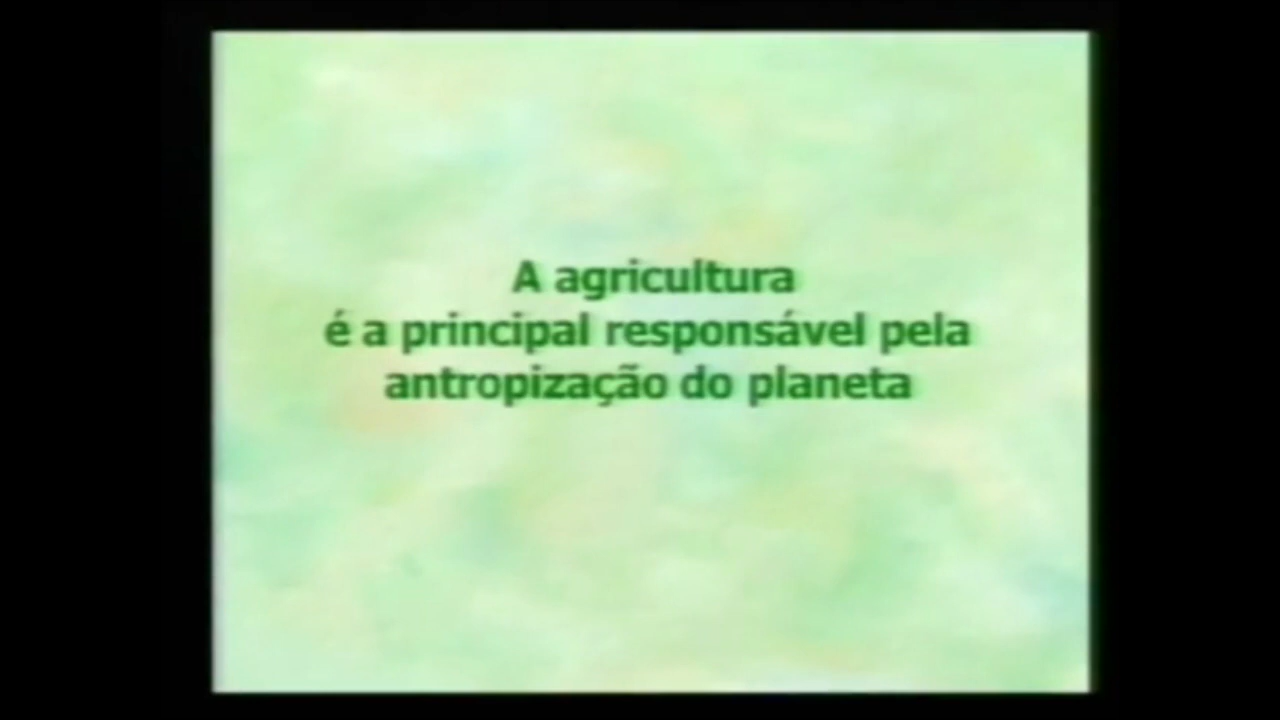 A agricultura
é a principal responsável pela
antropização do planeta